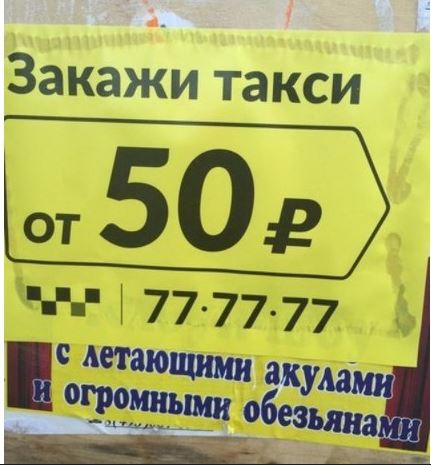 Закажи такси
от 50 ₽
77·77·77
с летающими акулами
и огромными обезьянами